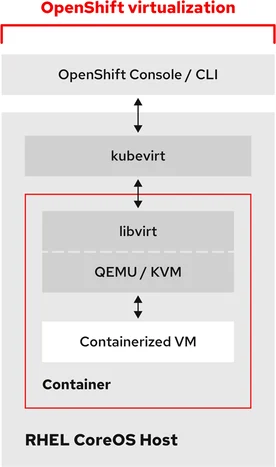 OpenShift virtualization
OpenShift Console / CLI
kubevirt
libvirt
QEMU / KVM
Containerized VM
Container
RHEL CoreOS Host